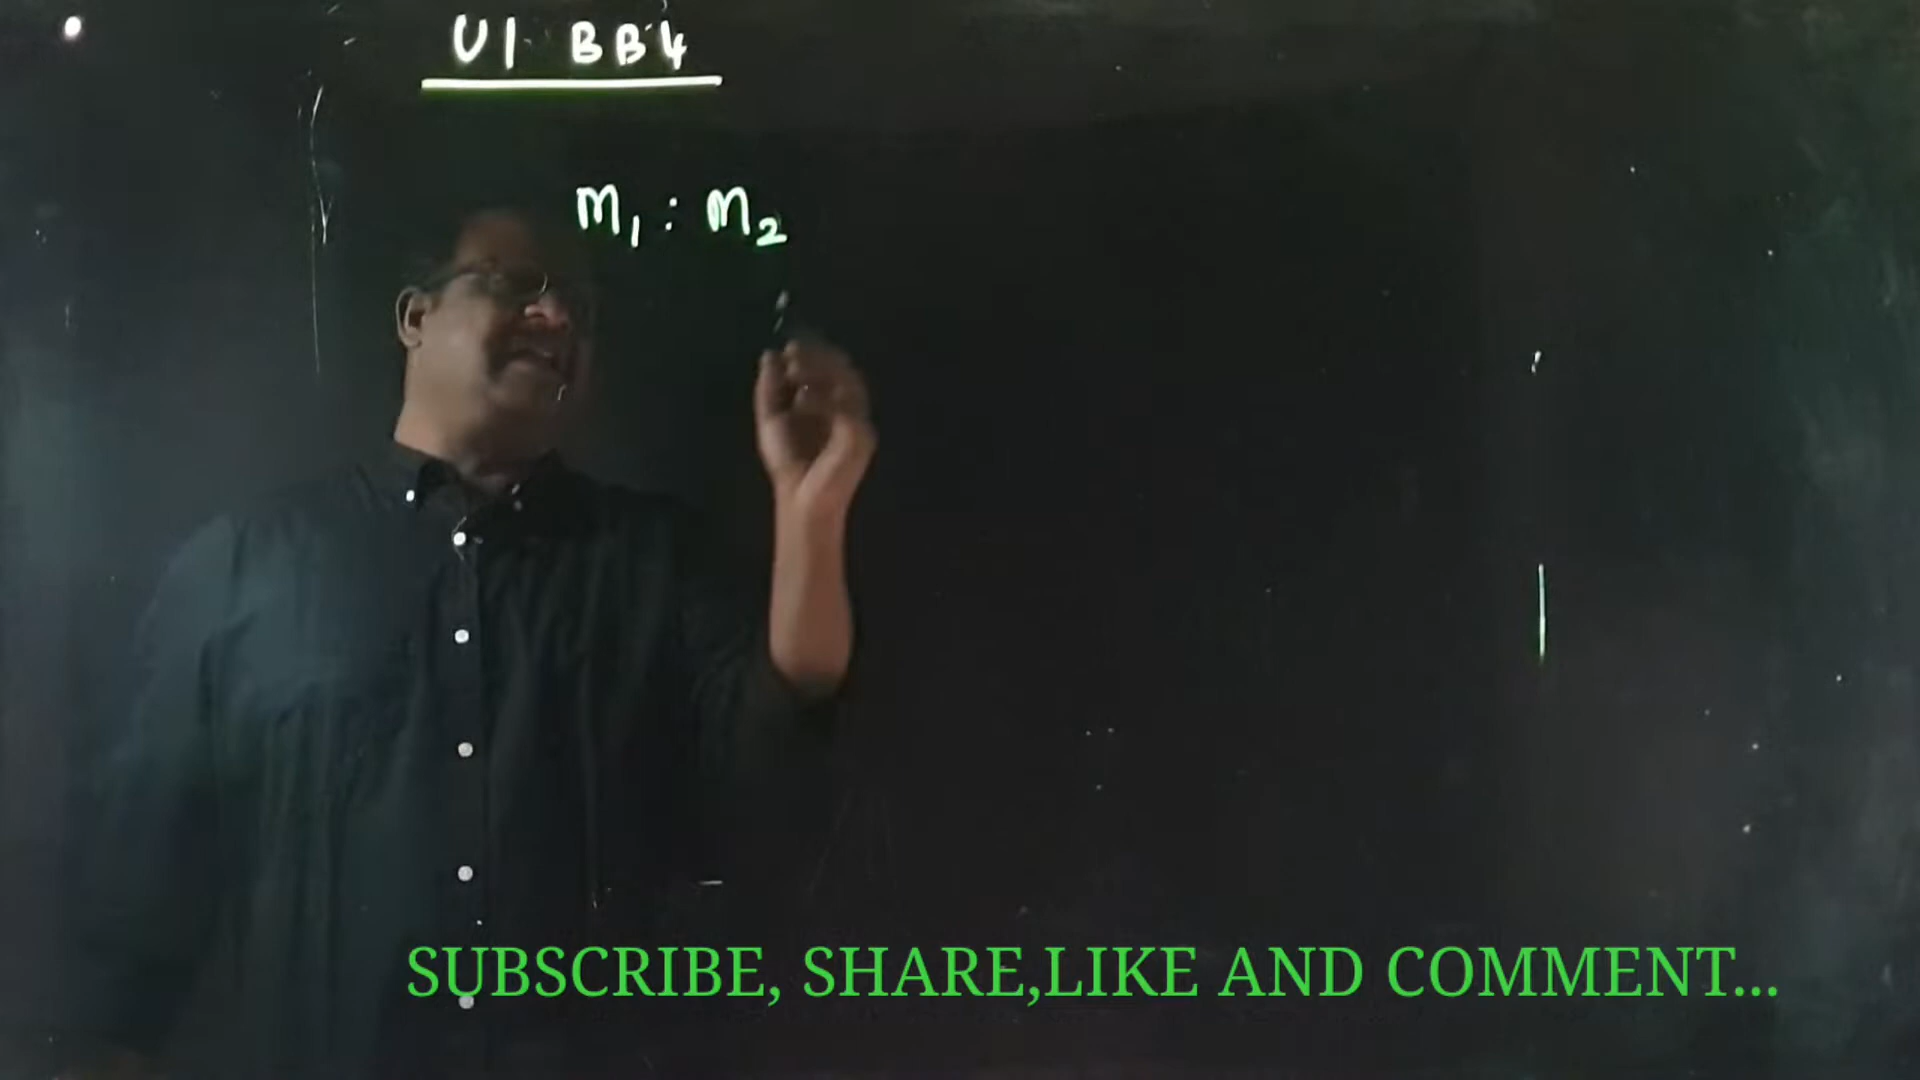 U1 BB4
m₁ : m₂
SUBSCRIBE, SHARE,LIKE AND COMMENT...